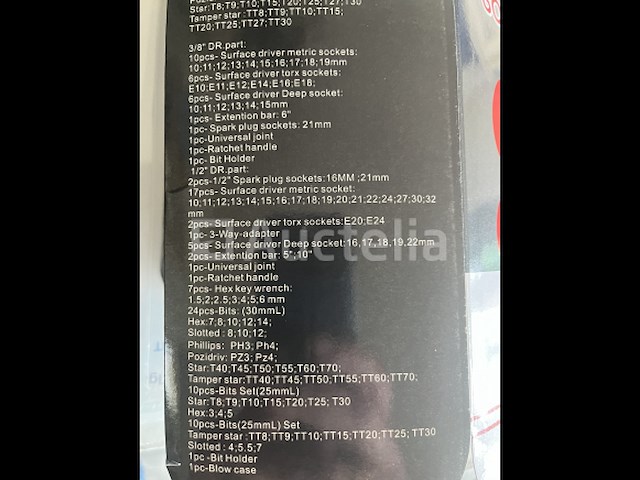 Star:T8;T9;T10;T15;T20;T25;T27;T30
Tamper star :TT8;TT9;TT10;TT15;
TT20;TT25;TT27;TT30
3/8" DR.part:
10pcs- Surface driver metric sockets:
10;11;12;13;14;15;16;17;18;19mm
6pcs- Surface driver torx sockets:
E10;E11;E12;E14;E16;E18;
6pcs- Surface driver Deep socket:
10;11;12;13;14;15mm
1pcs- Extention bar: 6"
1pc- Spark plug sockets: 21mm
1pc-Universal joint
1pc-Ratchet handle
1pc- Bit Holder
1/2" DR.part:
2pcs-1/2" Spark plug sockets:16MM ;21mm
17pcs- Surface driver metric socket:
10;11;12;13;14;15;16;17;18;19;20;21;22;24;27;30;32
mm
2pcs- Surface driver torx sockets:E20;E24
1pc- 3-Way-adapter
5pcs- Surface driver Deep socket:16,17,18,19,22mm
2pcs- Extention bar: 5";10"
1pc-Universal joint
1pc-Ratchet handle
7pcs- Hex key wrench:
1.5;2;2.5;3;4;5;6 mm
24pcs-Bits: (30mmL)
Hex:7;8;10;12;14;
Slotted : 8;10;12;
Phillips: PH3; Ph4;
Pozidriv: PZ3; Pz4;
Star:T40;T45;T50;T55;T60;T70;
Tamper star:TT40;TT45;TT50;TT55;TT60;TT70;
10pcs-Bits Set(25mmL)
Star:T8,T9;T10;T15;T20;T25; T30
Hex:3;4;5
10pcs-Bits(25mmL) Set
Tamper star :TT8;TT9;TT10;TT15;TT20;TT25; TT30
Slotted : 4;5.5;7
1pc -Bit Holder
1pc-Blow case
Auctelia